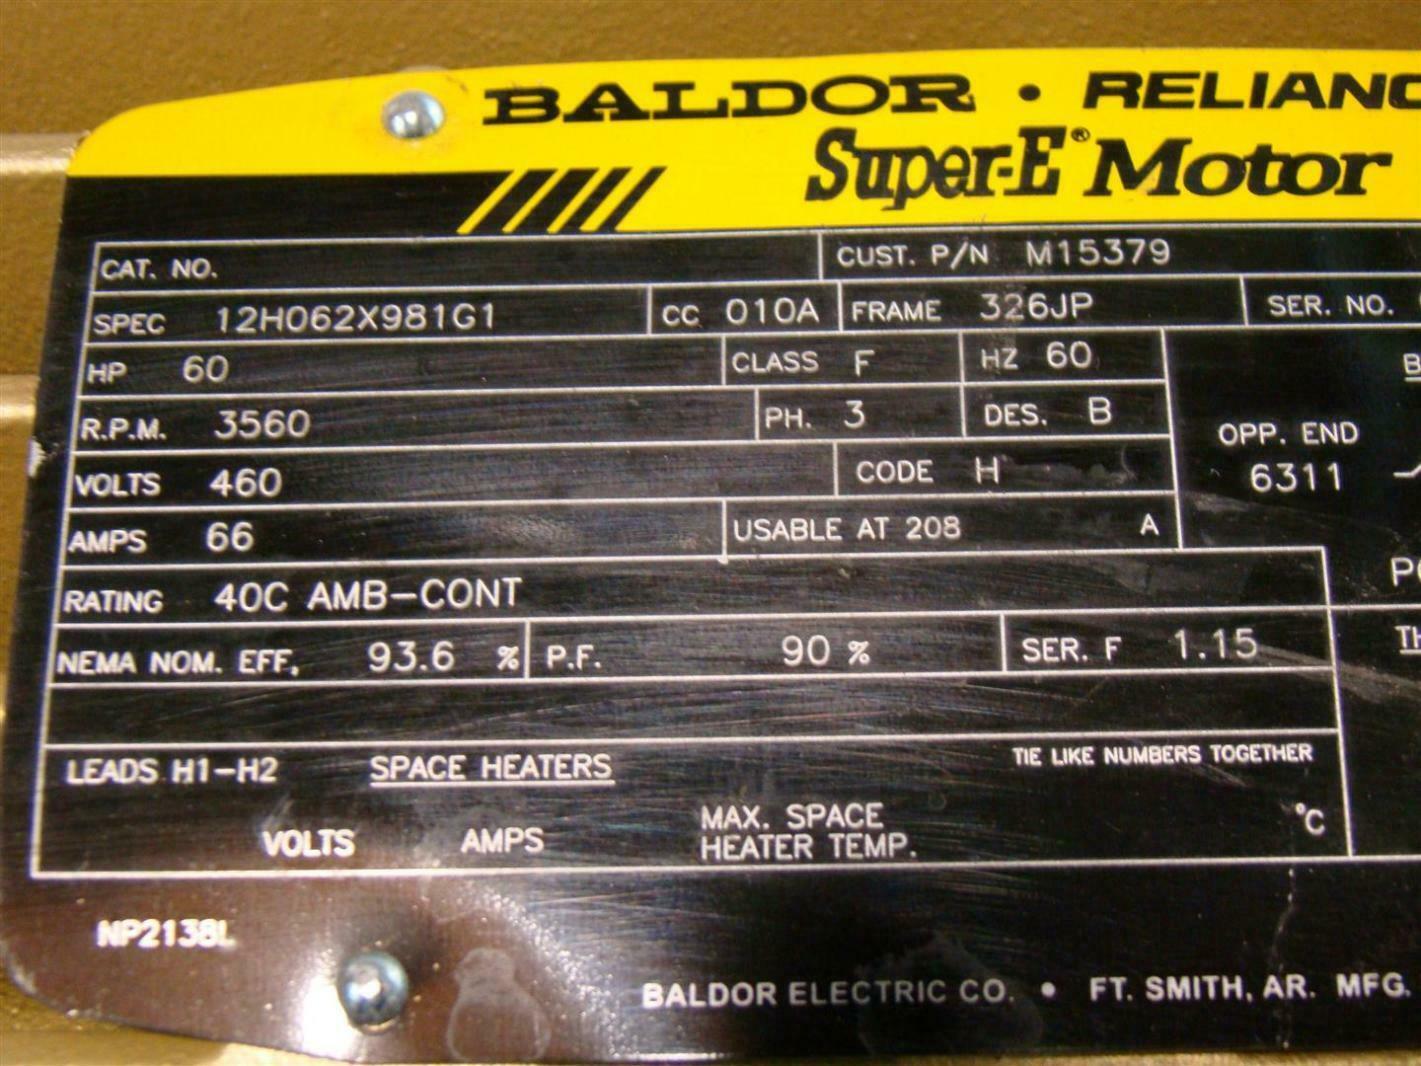 BALDOR • RELIANC
Super-E® Motor
CAT. NO.
CUST. P/N M15379
SPEC 12H062X981G1
CC 010A
FRAME 326JP
SER. NO.
HP 60
CLASS F
HZ 60
R.P.M. 3560
PH. 3
DES. B
OPP. END
6311
VOLTS 460
CODE H
AMPS 66
USABLE AT 208 A
RATING 40C AMB-CONT
NEMA NOM. EFF, 93.6 %
P.F. 90 %
SER. F 1.15
LEADS H1-H2
SPACE HEATERS
TIE LIKE NUMBERS TOGETHER
VOLTS
AMPS
MAX. SPACE
HEATER TEMP.
°C
NP2138L
BALDOR ELECTRIC CO. • FT. SMITH, AR. MFG.